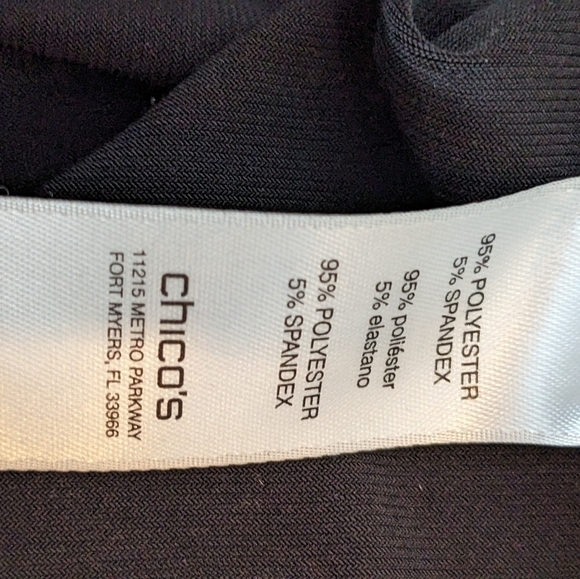 95% POLYESTER
5% SPANDEX
95% poliéster
5% elastano
95% POLYESTER
5% SPANDEX
chico's
11215 METRO PARKWAY
FORT MYERS, FL 33966